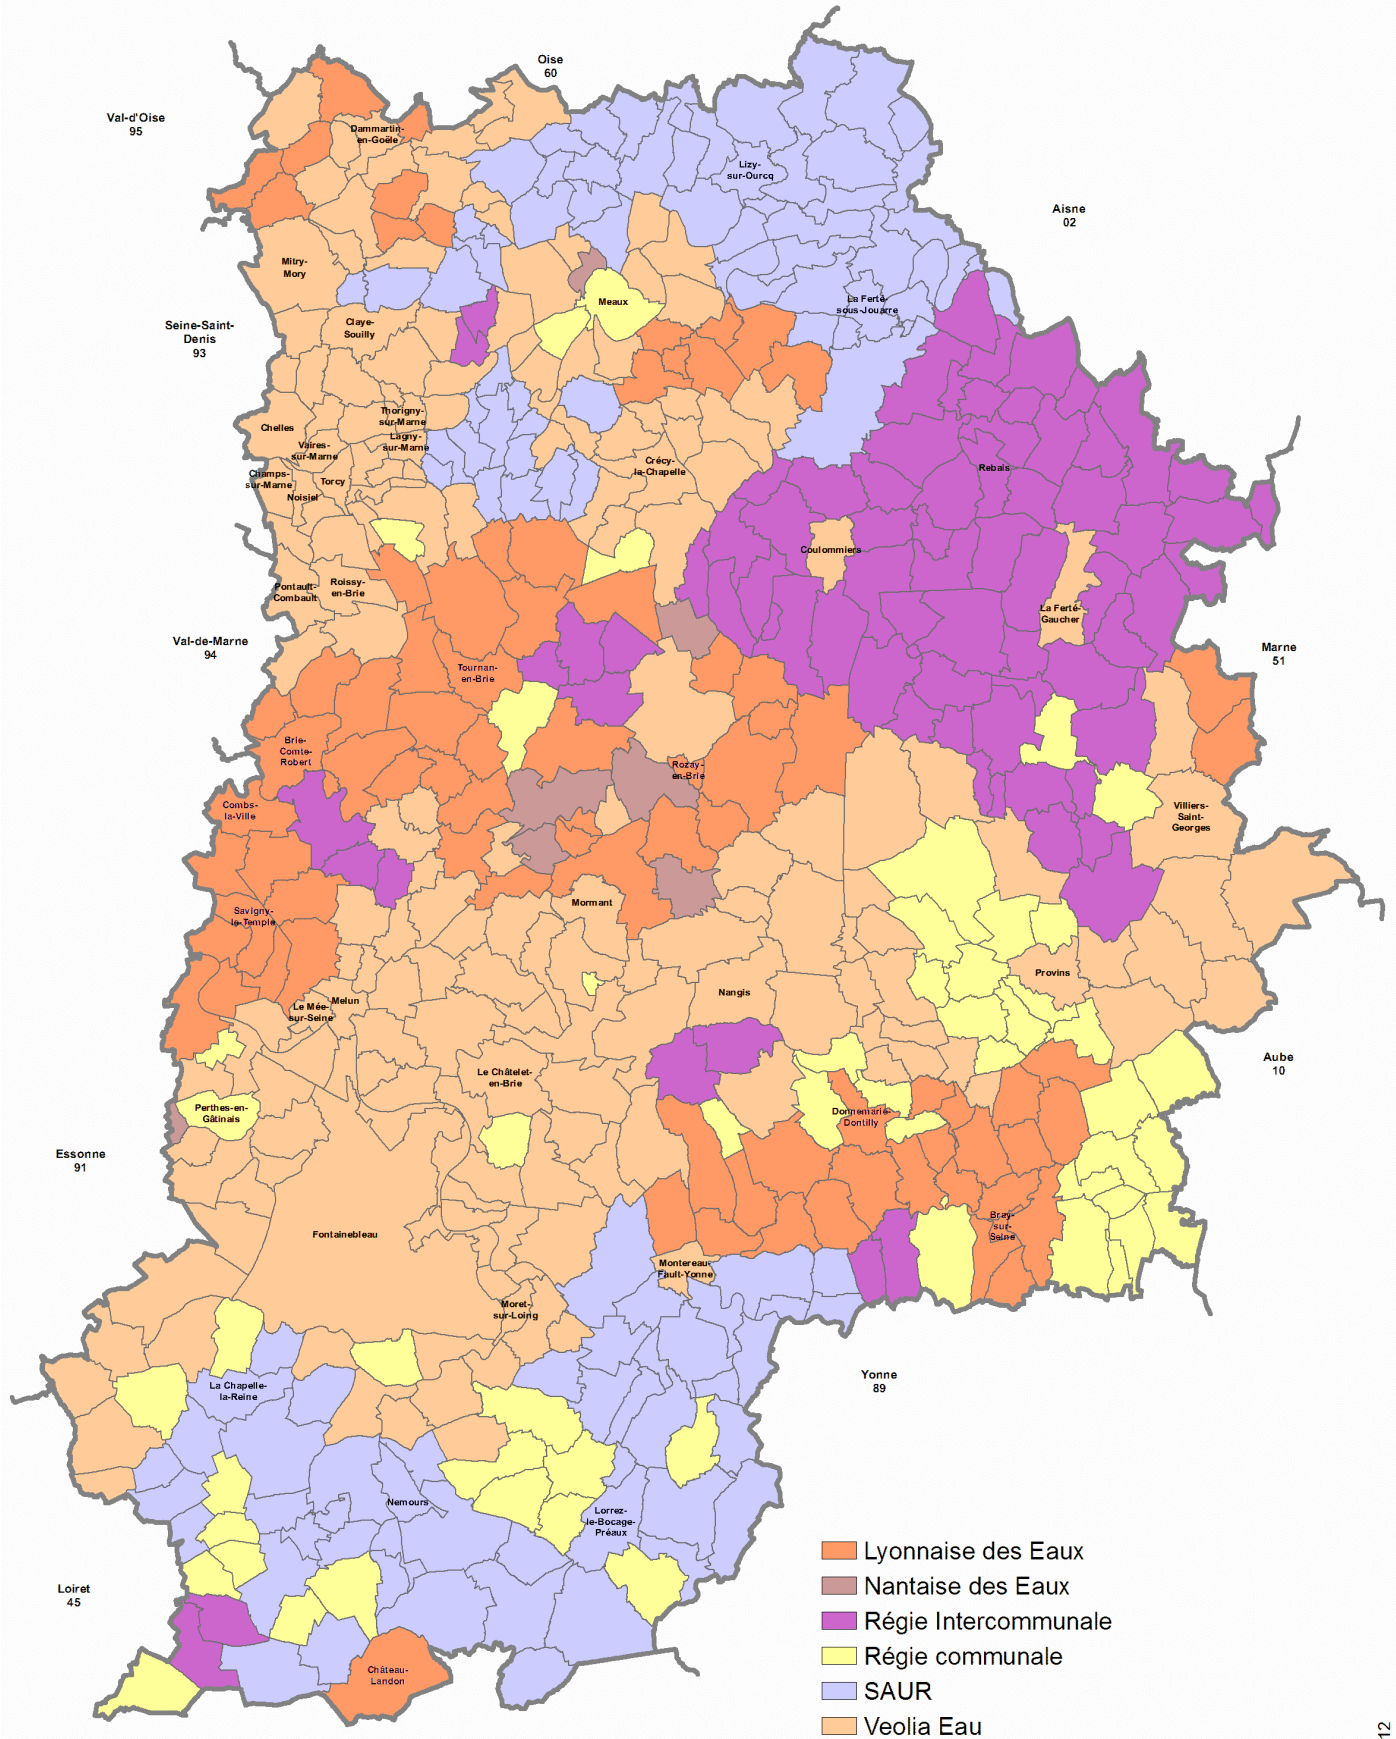 Oise
60
Val-d'Oise
95
Dammartin-
en-Goële
Lizy-
sur-Ourcq
Aisne
02
Mitry-
Mory
Meaux
La Ferté-
sous-Jouarre
Seine-Saint-
Denis
93
Claye-
Souilly
Thorigny-
sur-Marne
Chelles
Lagny-
sur-Marne
Vaires-
sur-Marne
Crécy-
la-Chapelle
Rebais
Champs-
sur-Marne
Torcy
Noisiel
Coulommiers
Roissy-
en-Brie
Pontault-
Combault
La Ferté-
Gaucher
Val-de-Marne
94
Marne
51
Tournan-
en-Brie
Brie-
Comte-
Robert
Rozay-
en-Brie
Combs-
la-Ville
Villiers-
Saint-
Georges
Mormant
Savigny-
le-Temple
Provins
Nangis
Melun
Le Mée-
sur-Seine
Aube
10
Le Châtelet-
en-Brie
Perthes-en-
Gâtinais
Donnemarie-
Dontilly
Essonne
91
Bray-
sur-
Seine
Fontainebleau
Montereau-
Fault-Yonne
Moret-
sur-Loing
Yonne
89
La Chapelle-
la-Reine
Nemours
Lorrez-
le-Bocage-
Préaux
Loiret
45
Château-
Landon
Lyonnaise des Eaux
Nantaise des Eaux
Régie Intercommunale
Régie communale
SAUR
Veolia Eau
12